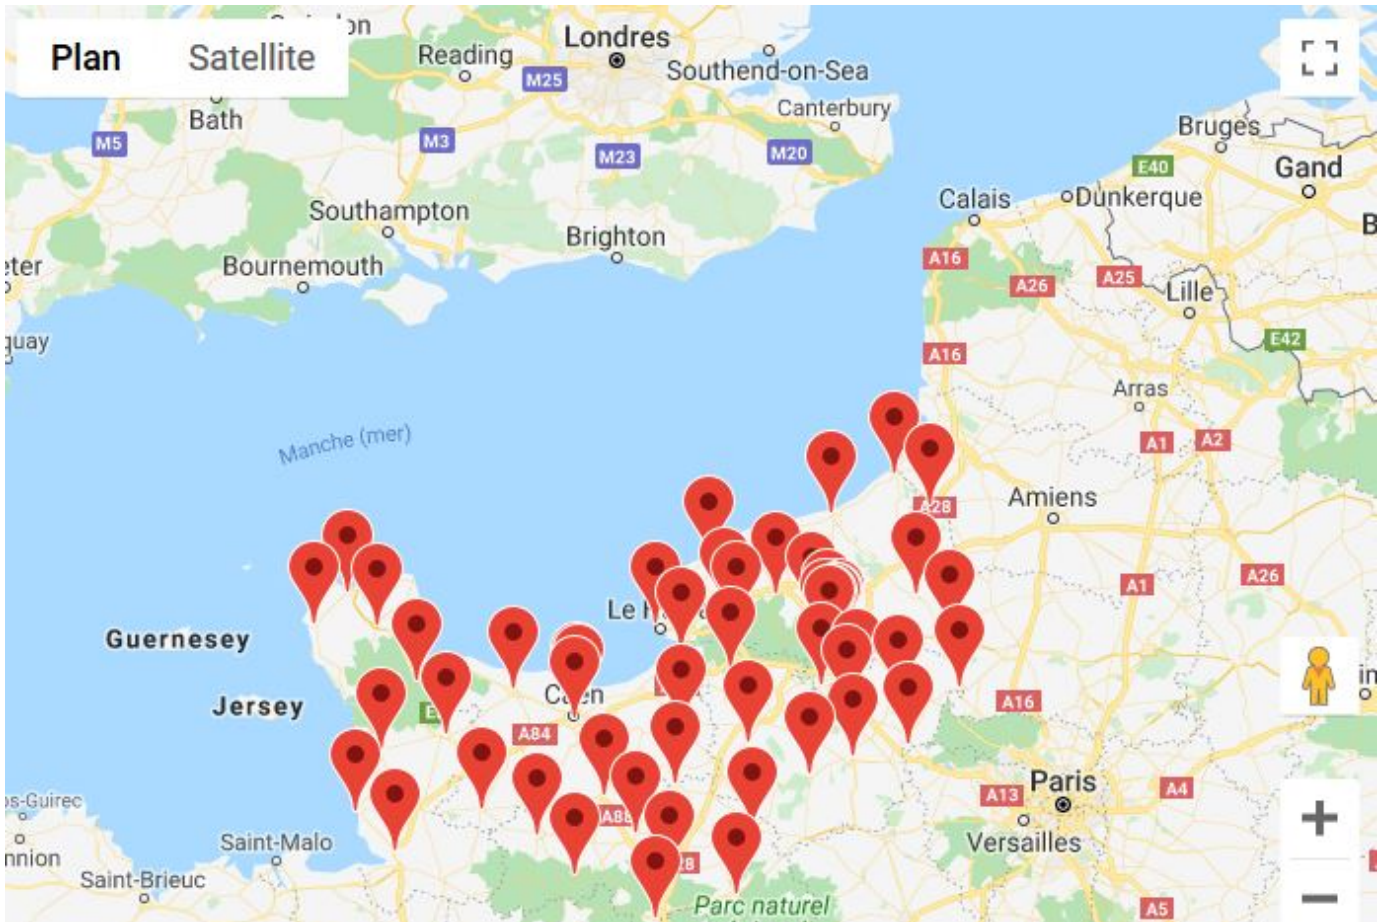 Plan Satellite
Reading
Londres
Southend-on-Sea
M25
Canterbury
Bath
M5
M3
M23
M20
Bruges
E40
Gand
Calais
Dunkerque
Southampton
Brighton
Bournemouth
A16
A26
A25
Lille
E42
A16
Arras
A1
A2
Manche (mer)
Amiens
A28
A1
A26
Guernesey
Jersey
Caen
A84
A16
Paris
A13
A4
Versailles
A88
Saint-Malo
Saint-Brieuc
Parc naturel
A5